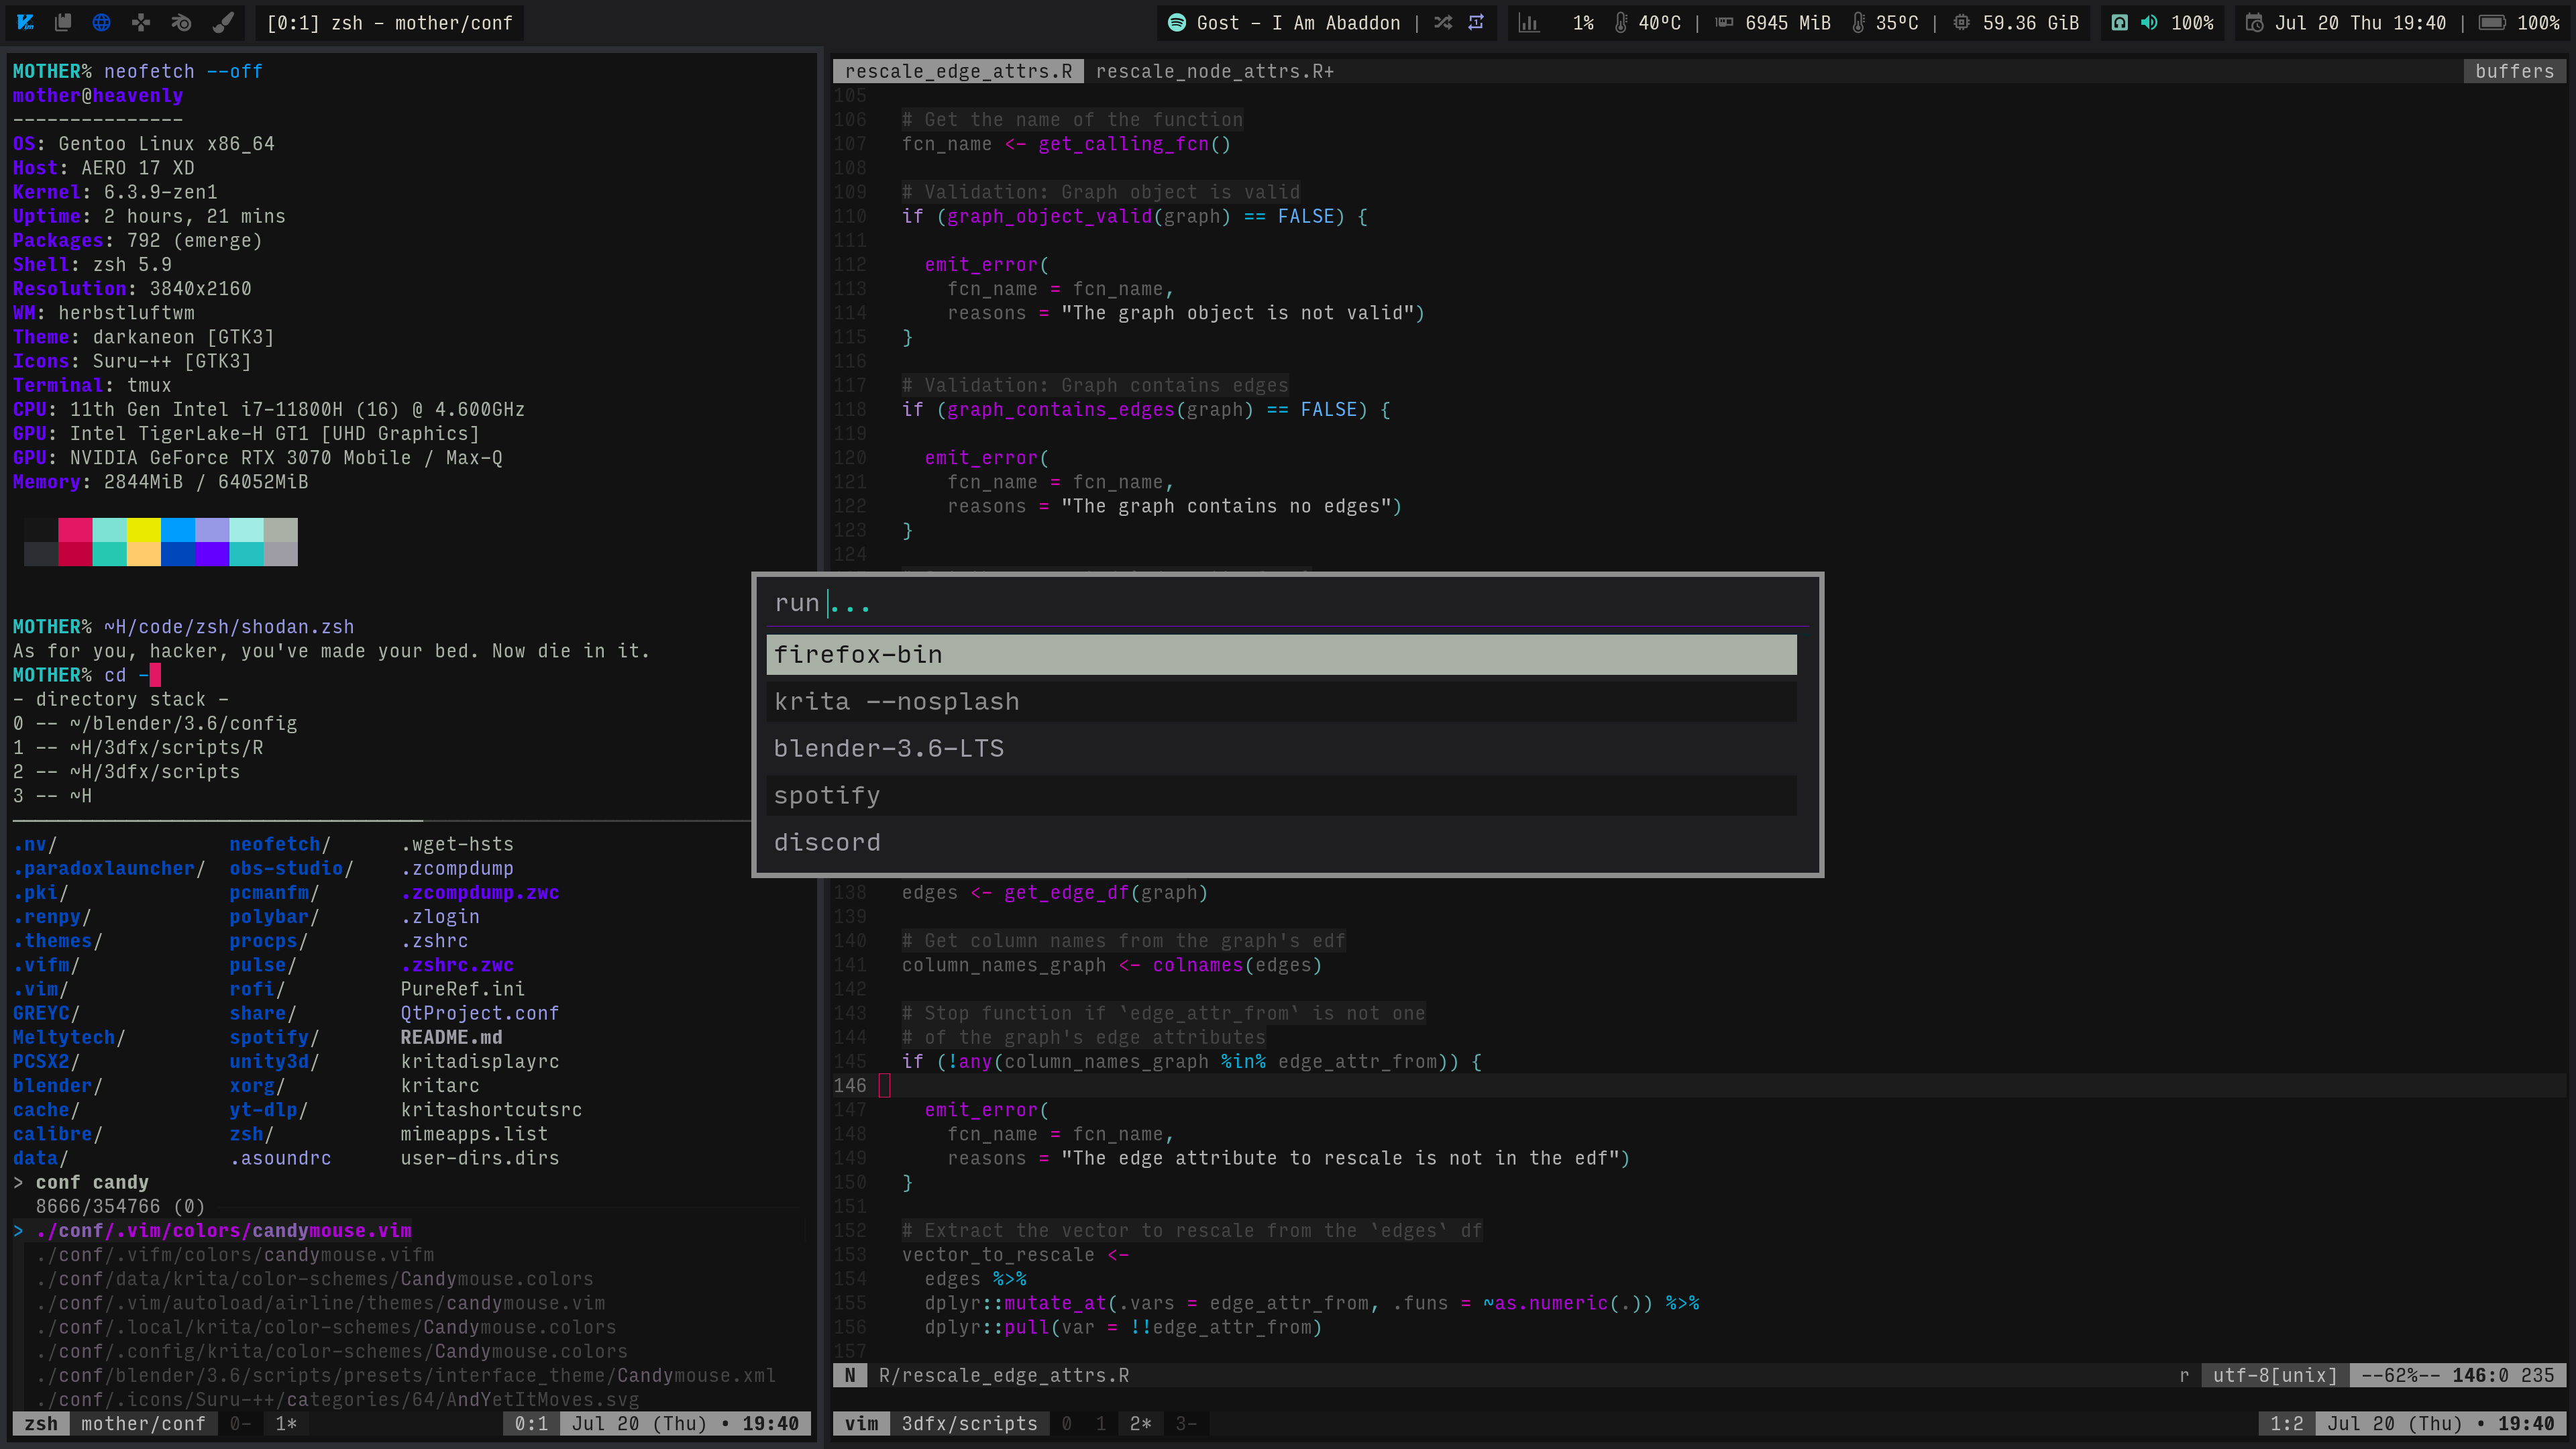 [0:1] zsh - mother/conf
Gost - I Am Abaddon | 1% 40ºC | 6945 MiB 35ºC | 59.36 GiB 100% Jul 20 Thu 19:40 | 100%
MOTHER% neofetch --off
mother@heavenly
---------------
OS: Gentoo Linux x86_64
Host: AERO 17 XD
Kernel: 6.3.9-zen1
Uptime: 2 hours, 21 mins
Packages: 792 (emerge)
Shell: zsh 5.9
Resolution: 3840x2160
WM: herbstluftwm
Theme: darkaneon [GTK3]
Icons: Suru-++ [GTK3]
Terminal: tmux
CPU: 11th Gen Intel i7-11800H (16) @ 4.600GHz
GPU: Intel TigerLake-H GT1 [UHD Graphics]
GPU: NVIDIA GeForce RTX 3070 Mobile / Max-Q
Memory: 2844MiB / 64052MiB
MOTHER% ~H/code/zsh/shodan.zsh
As for you, hacker, you've made your bed. Now die in it.
MOTHER% cd -
- directory stack -
0 -- ~/blender/3.6/config
1 -- ~H/3dfx/scripts/R
2 -- ~H/3dfx/scripts
3 -- ~H
.nv/ neofetch/ .wget-hsts
.paradoxlauncher/ obs-studio/ .zcompdump
.pki/ pcmanfm/ .zcompdump.zwc
.renpy/ polybar/ .zlogin
.themes/ procps/ .zshrc
.vifm/ pulse/ .zshrc.zwc
.vim/ rofi/ PureRef.ini
GREYC/ share/ QtProject.conf
Meltytech/ spotify/ README.md
PCSX2/ unity3d/ kritadisplayrc
blender/ xorg/ kritarc
cache/ yt-dlp/ kritashortcutsrc
calibre/ zsh/ mimeapps.list
data/ .asoundrc user-dirs.dirs
> conf candy
8666/354766 (0)
> ./conf/.vim/colors/candymouse.vim
./conf/.vifm/colors/candymouse.vifm
./conf/data/krita/color-schemes/Candymouse.colors
./conf/.vim/autoload/airline/themes/candymouse.vim
./conf/.local/krita/color-schemes/Candymouse.colors
./conf/.config/krita/color-schemes/Candymouse.colors
./conf/blender/3.6/scripts/presets/interface_theme/Candymouse.xml
./conf/.icons/Suru-++/categories/64/AndYetItMoves.svg
zsh mother/conf 0- 1* 0:1 Jul 20 (Thu) • 19:40
rescale_edge_attrs.R rescale_node_attrs.R+ buffers
105
106 # Get the name of the function
107 fcn_name <- get_calling_fcn()
108
109 # Validation: Graph object is valid
110 if (graph_object_valid(graph) == FALSE) {
111
112 emit_error(
113 fcn_name = fcn_name,
114 reasons = "The graph object is not valid")
115 }
116
117 # Validation: Graph contains edges
118 if (graph_contains_edges(graph) == FALSE) {
119
120 emit_error(
121 fcn_name = fcn_name,
122 reasons = "The graph contains no edges")
123 }
124
run ...
firefox-bin
krita --nosplash
blender-3.6-LTS
spotify
discord
138 edges <- get_edge_df(graph)
139
140 # Get column names from the graph's edf
141 column_names_graph <- colnames(edges)
142
143 # Stop function if `edge_attr_from` is not one
144 # of the graph's edge attributes
145 if (!any(column_names_graph %in% edge_attr_from)) {
146
147 emit_error(
148 fcn_name = fcn_name,
149 reasons = "The edge attribute to rescale is not in the edf")
150 }
151
152 # Extract the vector to rescale from the `edges` df
153 vector_to_rescale <-
154 edges %>%
155 dplyr::mutate_at(.vars = edge_attr_from, .funs = ~as.numeric(.)) %>%
156 dplyr::pull(var = !!edge_attr_from)
157
N R/rescale_edge_attrs.R r utf-8[unix] --62%-- 146:0 235
vim 3dfx/scripts 0 1 2* 3- 1:2 Jul 20 (Thu) • 19:40